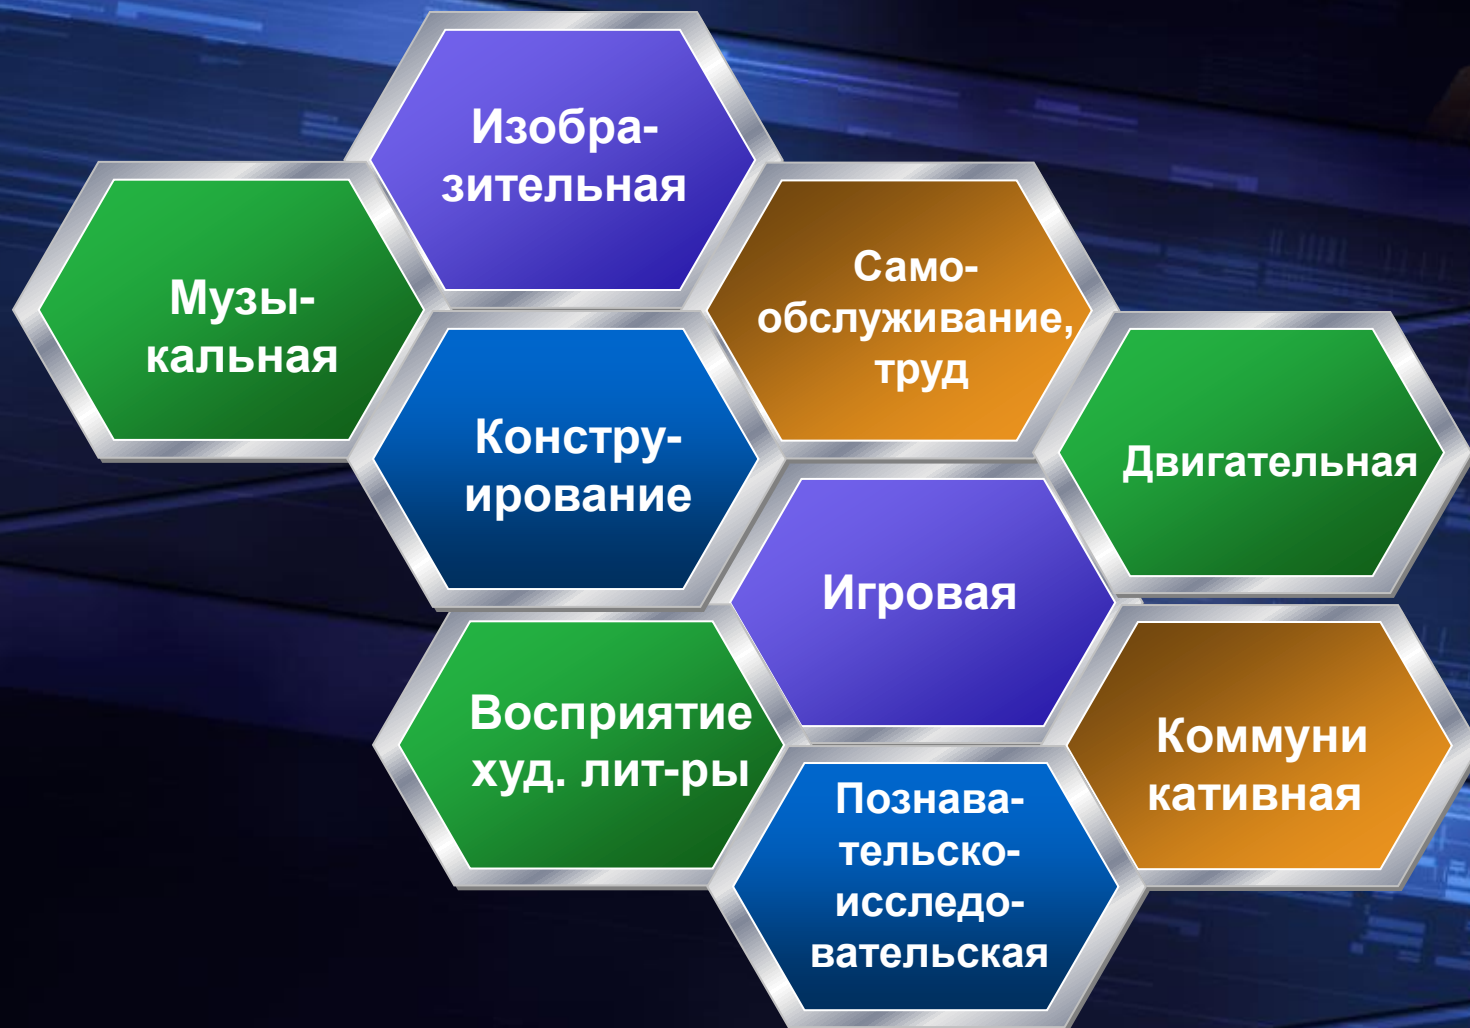 Изобра-
зительная
Музы-
кальная
Само-
обслуживание,
труд
Констру-
ирование
Двигательная
Игровая
Восприятие
худ. лит-ры
Коммуни
кативная
Познава-
тельско-
исследо-
вательская